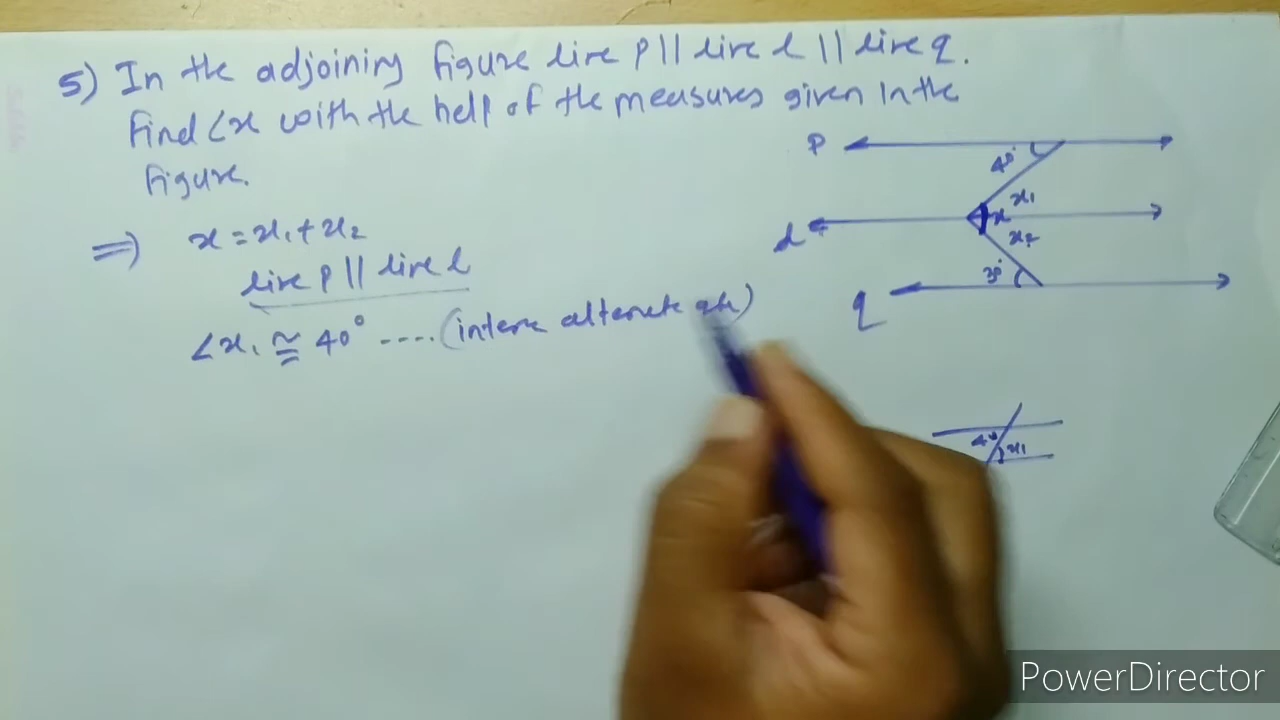 5) In the adjoining figure line p || line l || line q.
Find ∠x with the help of the measures given in the
figure.
⇒) x = x₁ + x₂
line p || line l
∠x₁ ≅ 40° ....(interi alternate
p
40°
x₁
l
x
x₂
30°
q
40
x₁
PowerDirector